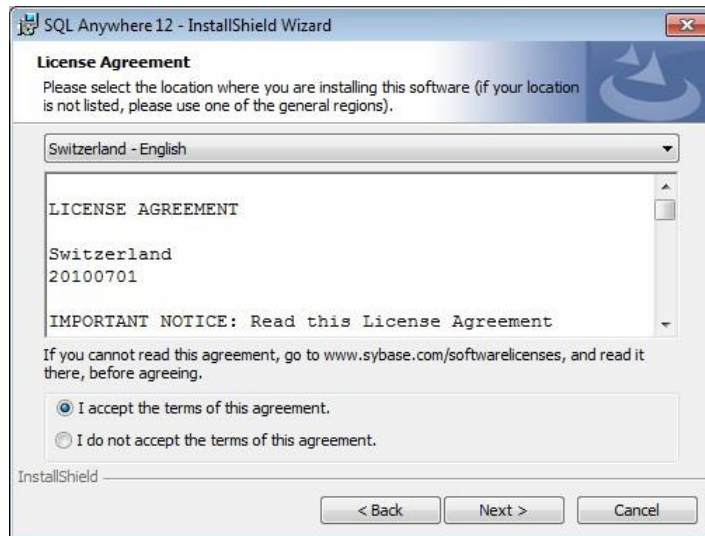 SQL Anywhere 12 - InstallShield Wizard
License Agreement
Please select the location where you are installing this software (if your location
is not listed, please use one of the general regions).
Switzerland - English
LICENSE AGREEMENT
Switzerland
20100701
IMPORTANT NOTICE: Read this License Agreement
If you cannot read this agreement, go to www.sybase.com/softwarelicenses, and read it
there, before agreeing.
I accept the terms of this agreement.
I do not accept the terms of this agreement.
InstallShield
< Back
Next >
Cancel